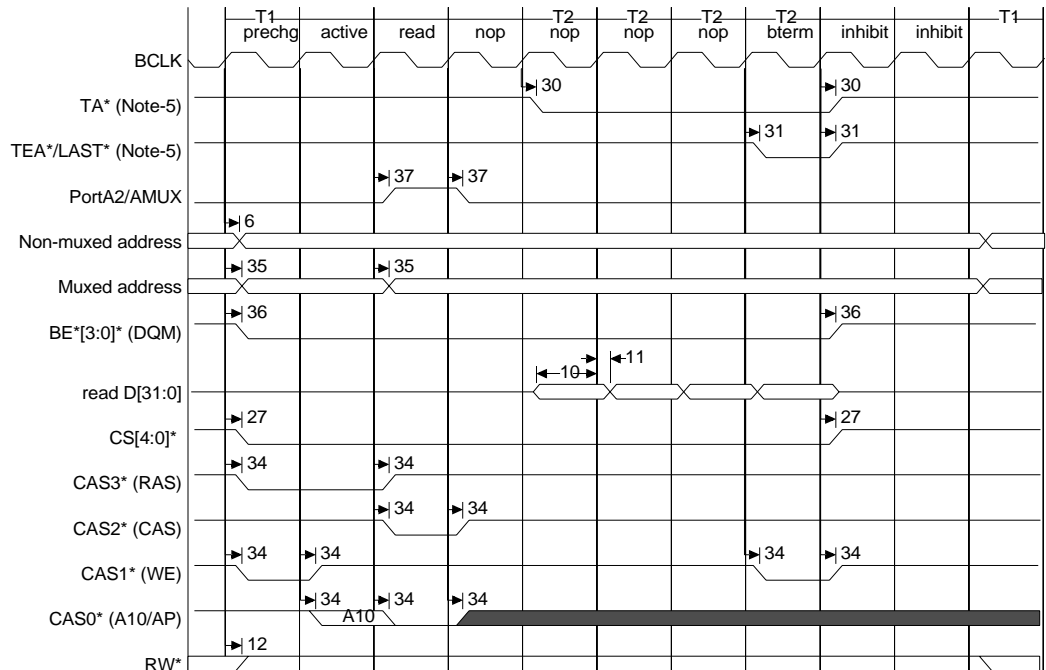 T1 T2 T2 T2 T2 T1
prechg active read nop nop nop nop bterm inhibit inhibit
BCLK
30 30
TA* (Note-5)
31 31
TEA*/LAST* (Note-5)
37 37
PortA2/AMUX
6
Non-muxed address
35 35
Muxed address
36 36
BE*[3:0]* (DQM)
11
10
read D[31:0]
27 27
CS[4:0]*
34 34
CAS3* (RAS)
34 34
CAS2* (CAS)
34 34 34 34
CAS1* (WE)
34 34 34
CAS0* (A10/AP) A10
12
RW*